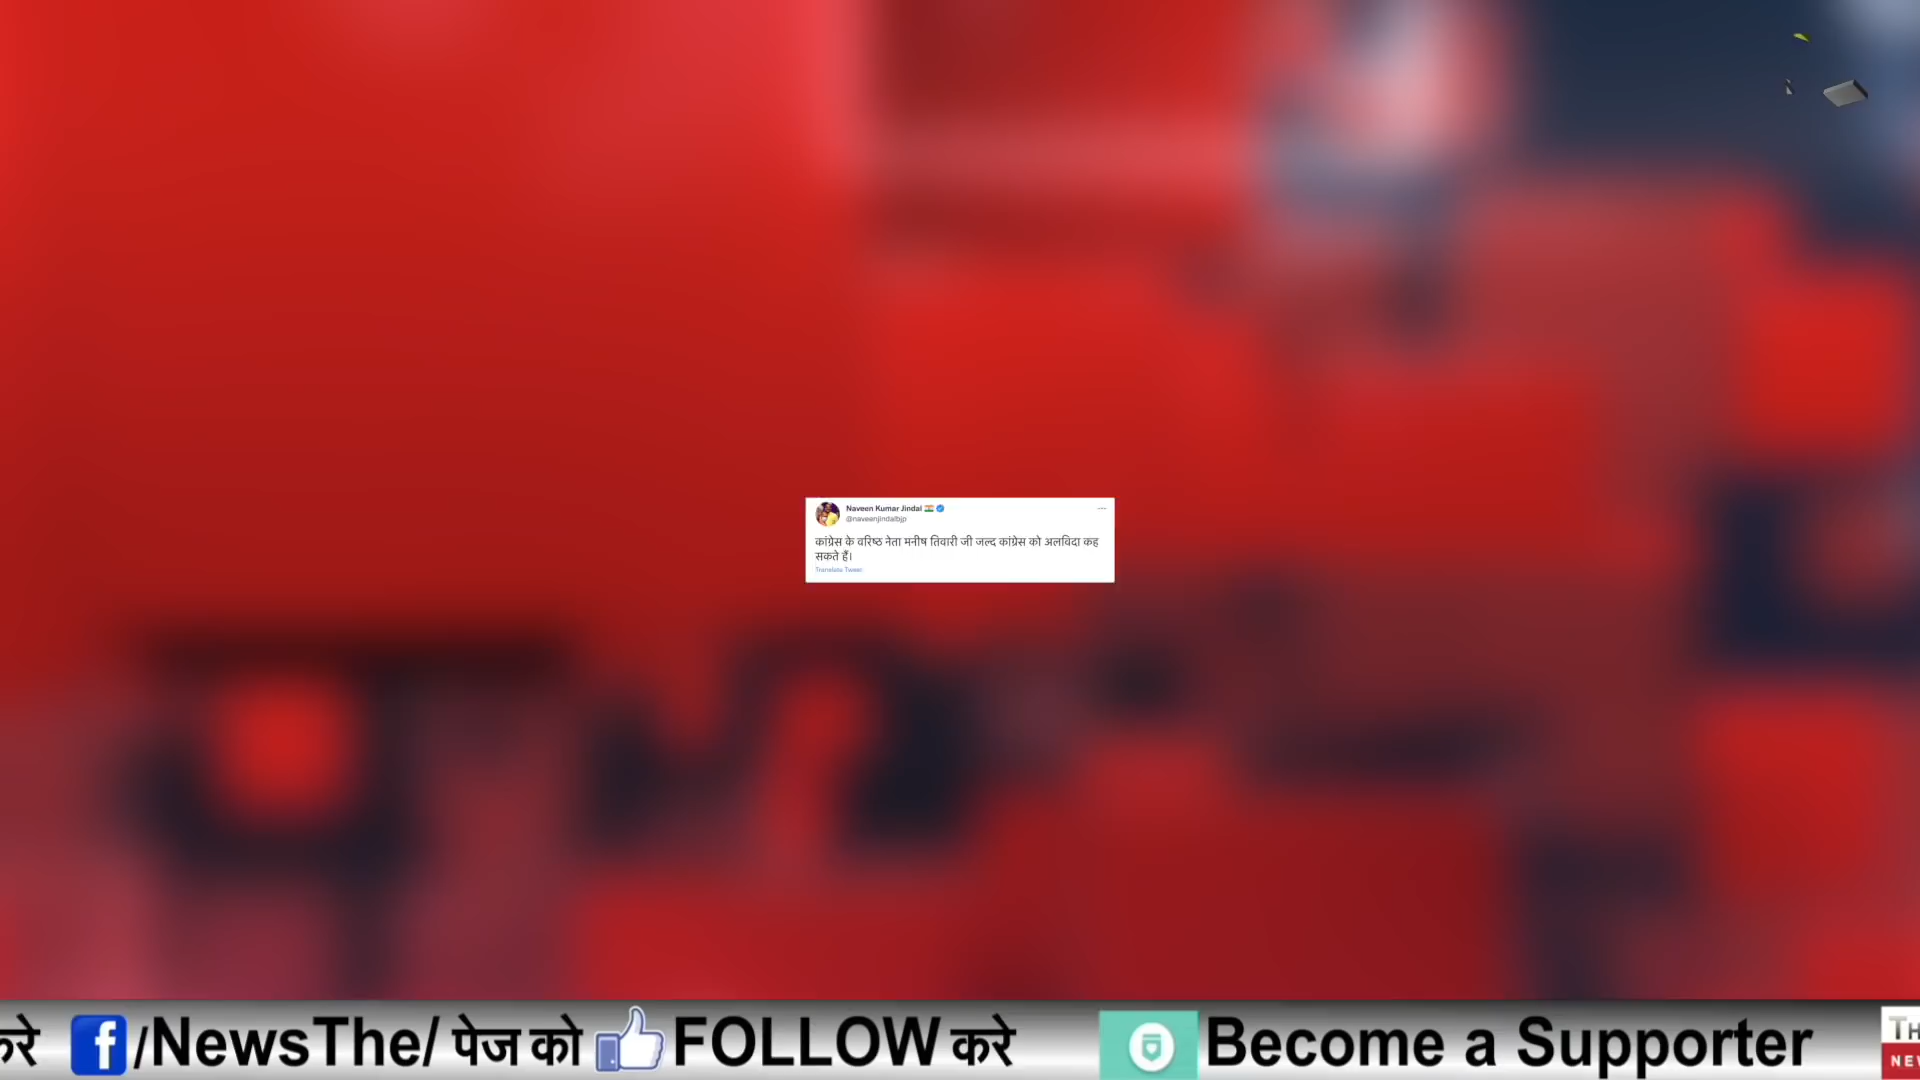 Naveen Kumar Jindal
@naveenjindalbjp
कांग्रेस के वरिष्ठ नेता मनीष तिवारी जी जल्द कांग्रेस को अलविदा कह
सकते हैं।
Translate Tweet
करे /NewsThe/ पेज को FOLLOW करे Become a Supporter